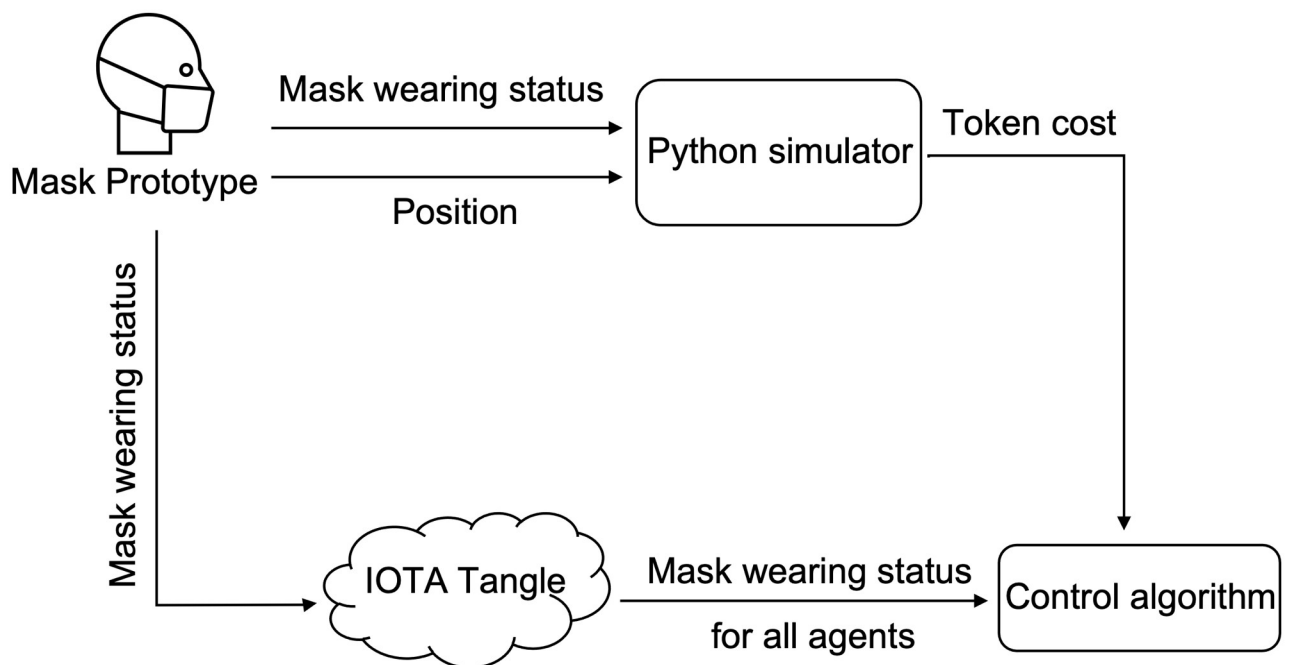 Mask wearing status
Python simulator
Token cost
Mask Prototype
Position
Mask wearing status
IOTA Tangle
Mask wearing status
for all agents
Control algorithm